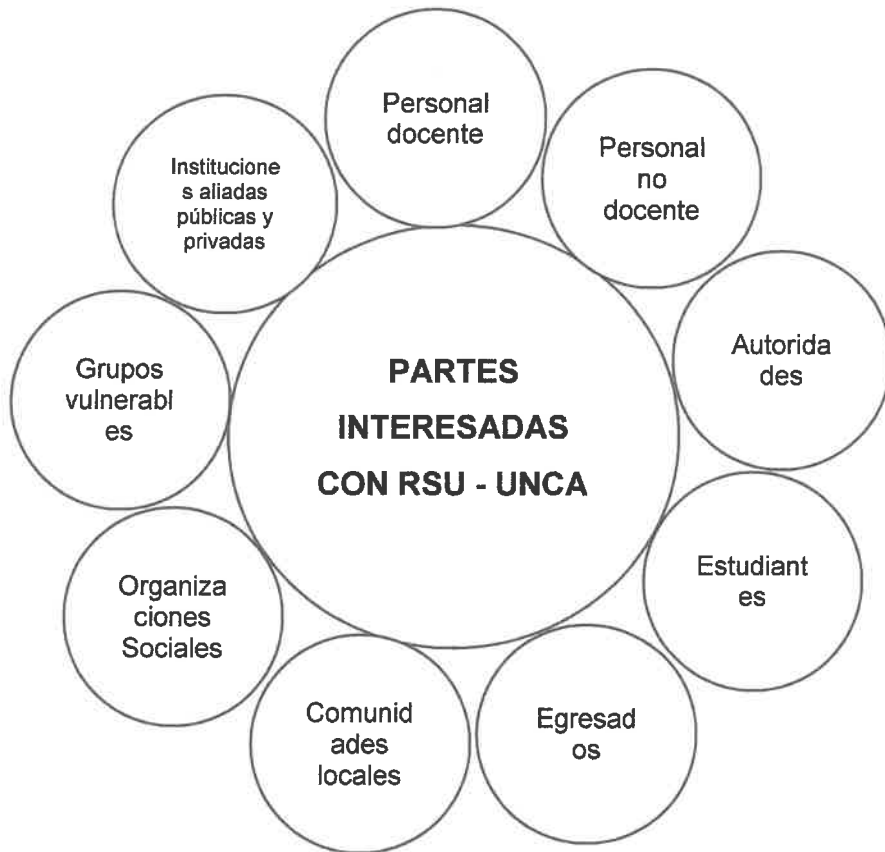 Personal
docente
Personal
no
docente
Autorida
des
Estudiant
es
Egresad
os
Comunid
ades
locales
Organiza
ciones
Sociales
Grupos
vulnerabl
es
Institucione
s aliadas
públicas y
privadas
PARTES
INTERESADAS
CON RSU - UNCA